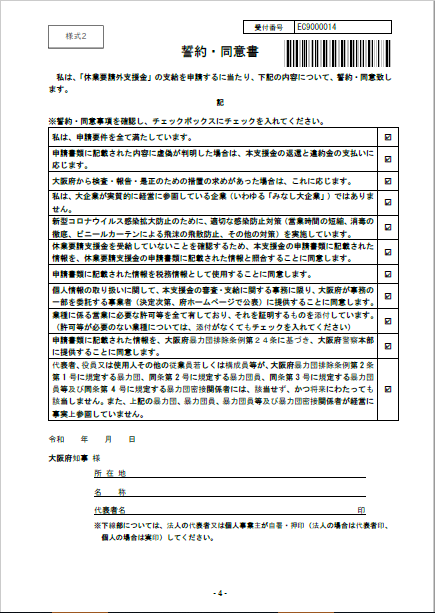 様式2
受付番号 EC9000014
誓約・同意書
私は、「休業要請外支援金」の支給を申請するに当たり、下記の内容について、誓約・同意致し
ます。
記
※誓約・同意事項を確認し、チェックボックスにチェックを入れてください。
私は、申請要件を全て満たしています。 ☑
申請書類に記載された内容に虚偽が判明した場合は、本支援金の返還と違約金の支払いに
応じます。 ☑
大阪府から検査・報告・是正のための措置の求めがあった場合は、これに応じます。 ☑
私は、大企業が実質的に経営に参画している企業(いわゆる「みなし大企業」)ではありま
せん。 ☑
新型コロナウイルス感染拡大防止のために、適切な感染防止対策(営業時間の短縮、消毒の
徹底、ビニールカーテンによる飛沫の飛散防止、その他の対策)を実施しています。 ☑
休業要請支援金を受給していないことを確認するため、本支援金の申請書類に記載された
情報を、休業要請支援金の申請書類に記載された情報と照合することに同意します。 ☑
申請書類に記載された情報を税務情報として使用することに同意します。 ☑
個人情報の取り扱いに関して、本支援金の審査・支給に関する事務に限り、大阪府が事務の
一部を委託する事業者(決定次第、府ホームページで公表)に提供することに同意します。 ☑
業種に係る営業に必要な許可等を全て有しており、それを証明するものを添付しています。
(許可等が必要のない業種については、添付がなくてもチェックを入れてください) ☑
申請書類に記載された情報を、大阪府暴力団排除条例第24条に基づき、大阪府警察本部
に提供することに同意します。 ☑
代表者、役員又は使用人その他の従業員若しくは構成員等が、大阪府暴力団排除条例第2条
第1号に規定する暴力団、同条第2号に規定する暴力団員、同条第3号に規定する暴力団
員等及び同条第4号に規定する暴力団密接関係者には、該当せず、かつ将来にわたっても
該当しません。また、上記の暴力団、暴力団員、暴力団員等及び暴力団密接関係者が経営に
事実上参画していません。 ☑
令和 年 月 日
大阪府知事 様
所在地
名 称
代表者名 印
※下線部については、法人の代表者又は個人事業主が自署・押印(法人の場合は代表者印、
個人の場合は実印)してください。
- 4 -